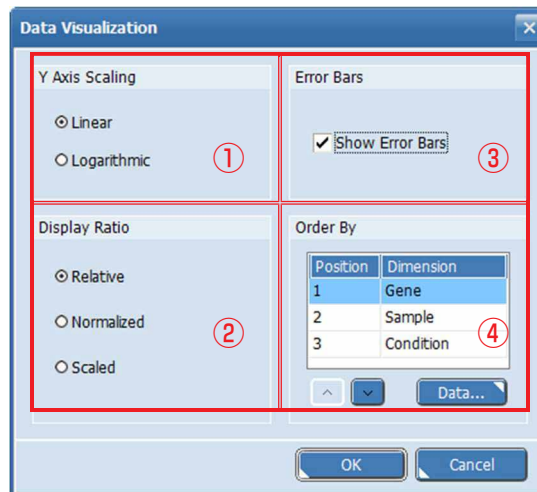 Data Visualization
Y Axis Scaling
Linear
Logarithmic
①
Error Bars
Show Error Bars
③
Display Ratio
Relative
Normalized
Scaled
②
Order By
Position Dimension
1 Gene
2 Sample
3 Condition
④
Data...
OK Cancel